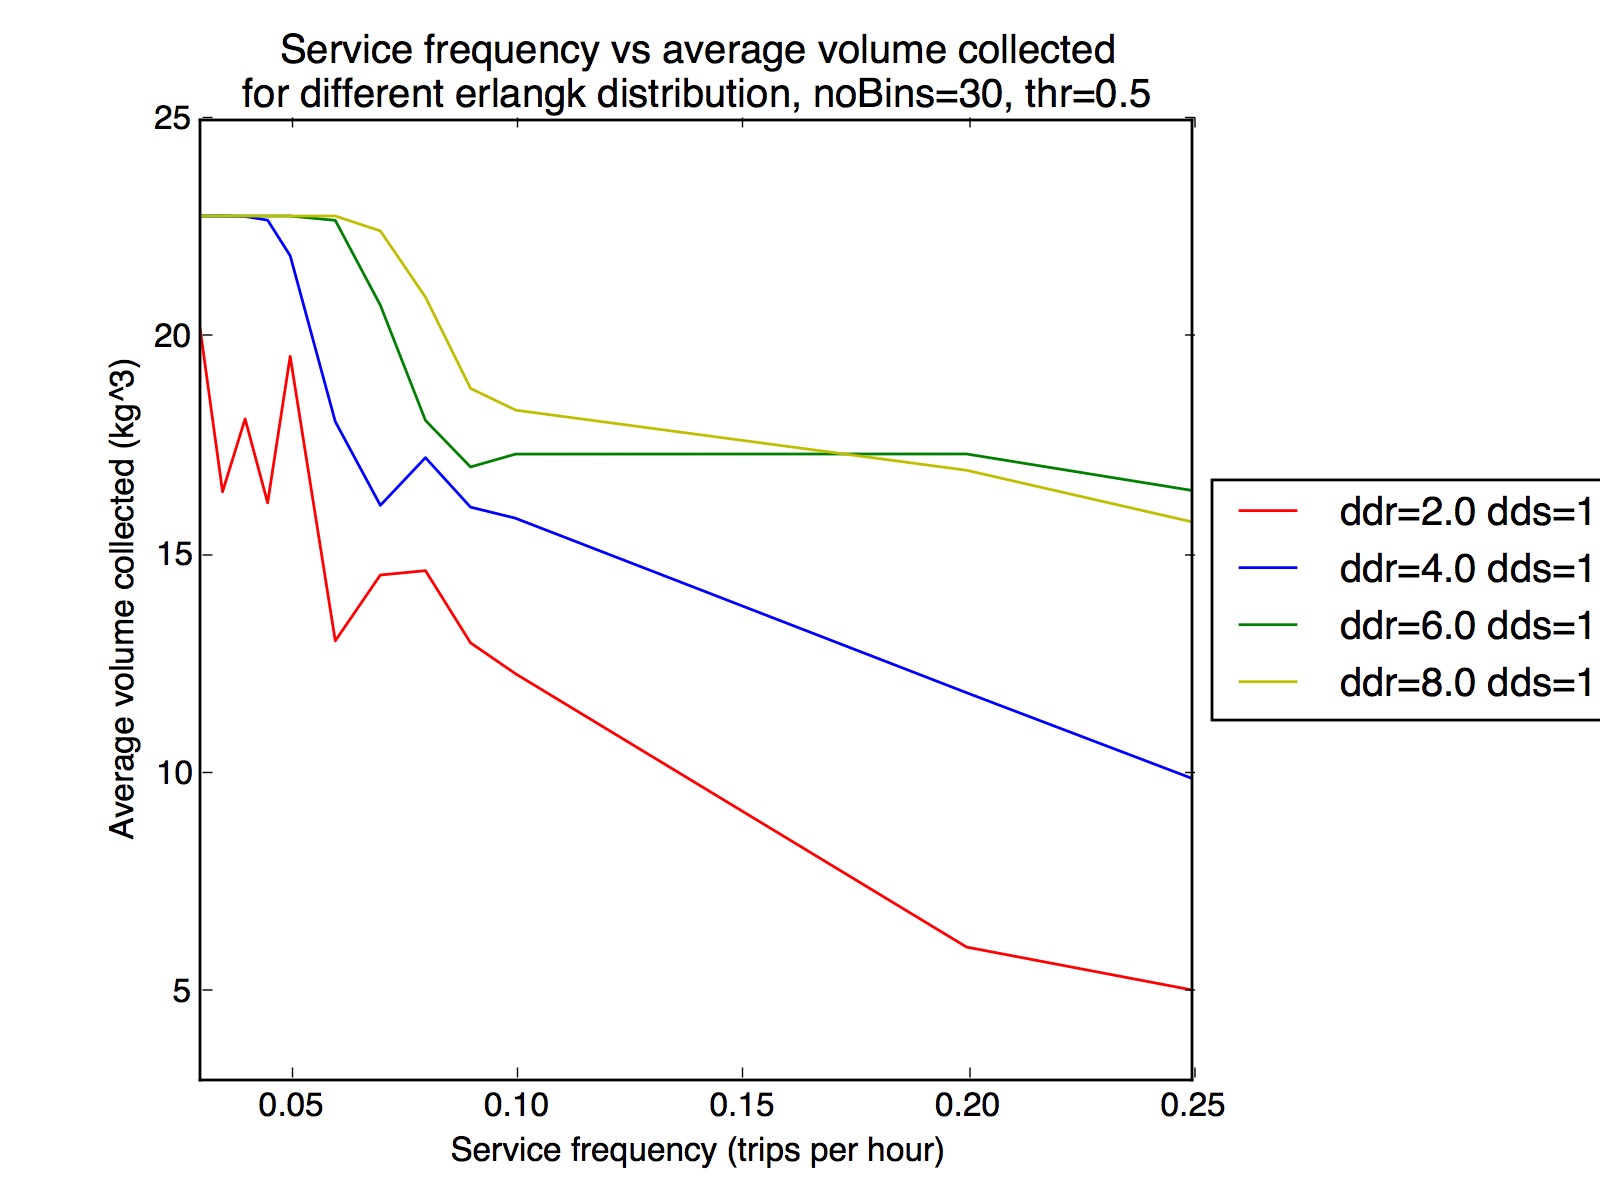 Service frequency vs average volume collected
for different erlangk distribution, noBins=30, thr=0.5
25
20
15
10
5
Average volume collected (kg^3)
0.05 0.10 0.15 0.20 0.25
Service frequency (trips per hour)
ddr=2.0 dds=1
ddr=4.0 dds=1
ddr=6.0 dds=1
ddr=8.0 dds=1